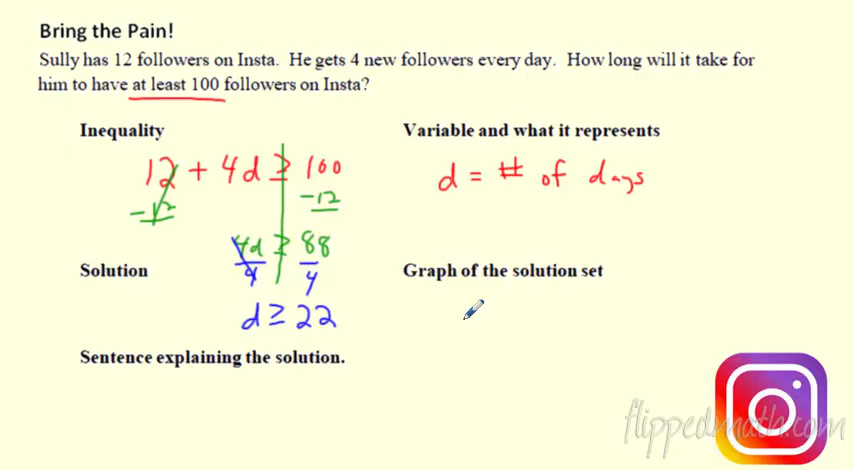 Bring the Pain!
Sully has 12 followers on Insta. He gets 4 new followers every day. How long will it take for
him to have at least 100 followers on Insta?
Inequality
Variable and what it represents
12 + 4d ≥ 100
d = # of days
-12 -12
4d ≥ 88
4 4
Solution
Graph of the solution set
d ≥ 22
Sentence explaining the solution.
flippedmath.com